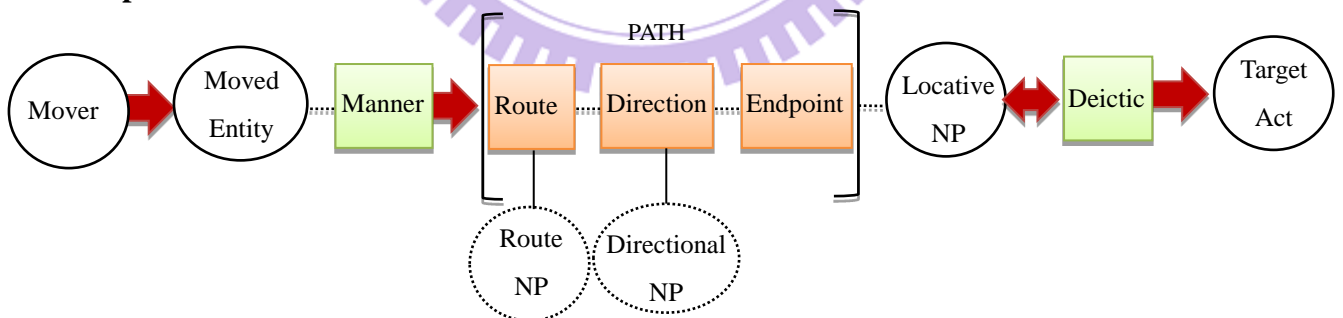 PATH
Mover
Moved
Entity
Manner
Route
Direction
Endpoint
Locative
NP
Deictic
Target
Act
Route
NP
Directional
NP